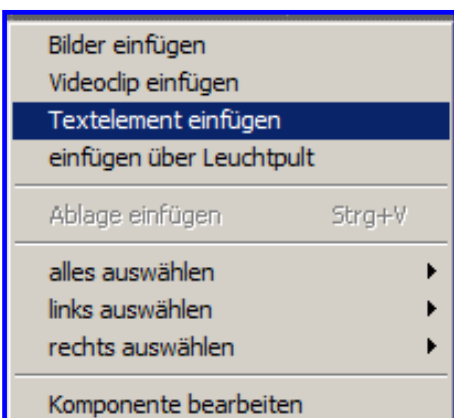 Bilder einfügen
Videoclip einfügen
Textelement einfügen
einfügen über Leuchtpult
Ablage einfügen Strg+V
alles auswählen
links auswählen
rechts auswählen
Komponente bearbeiten